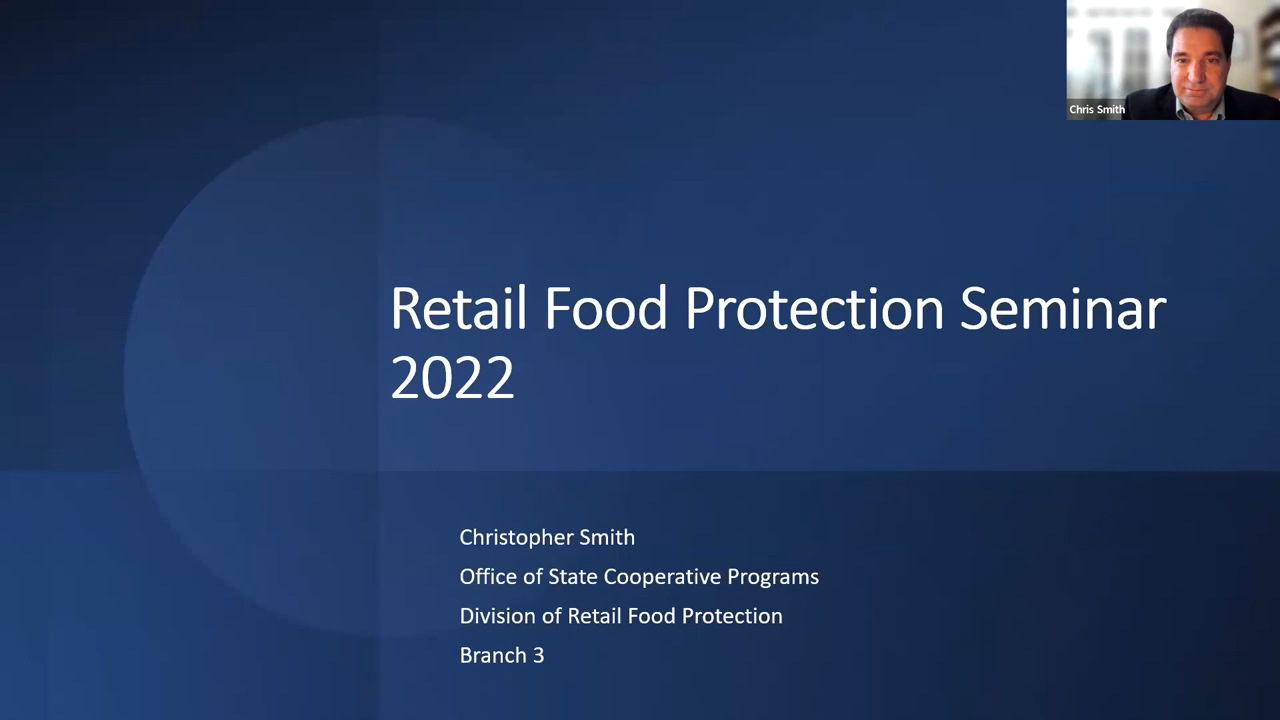 Chris Smith
Retail Food Protection Seminar
2022
Christopher Smith
Office of State Cooperative Programs
Division of Retail Food Protection
Branch 3